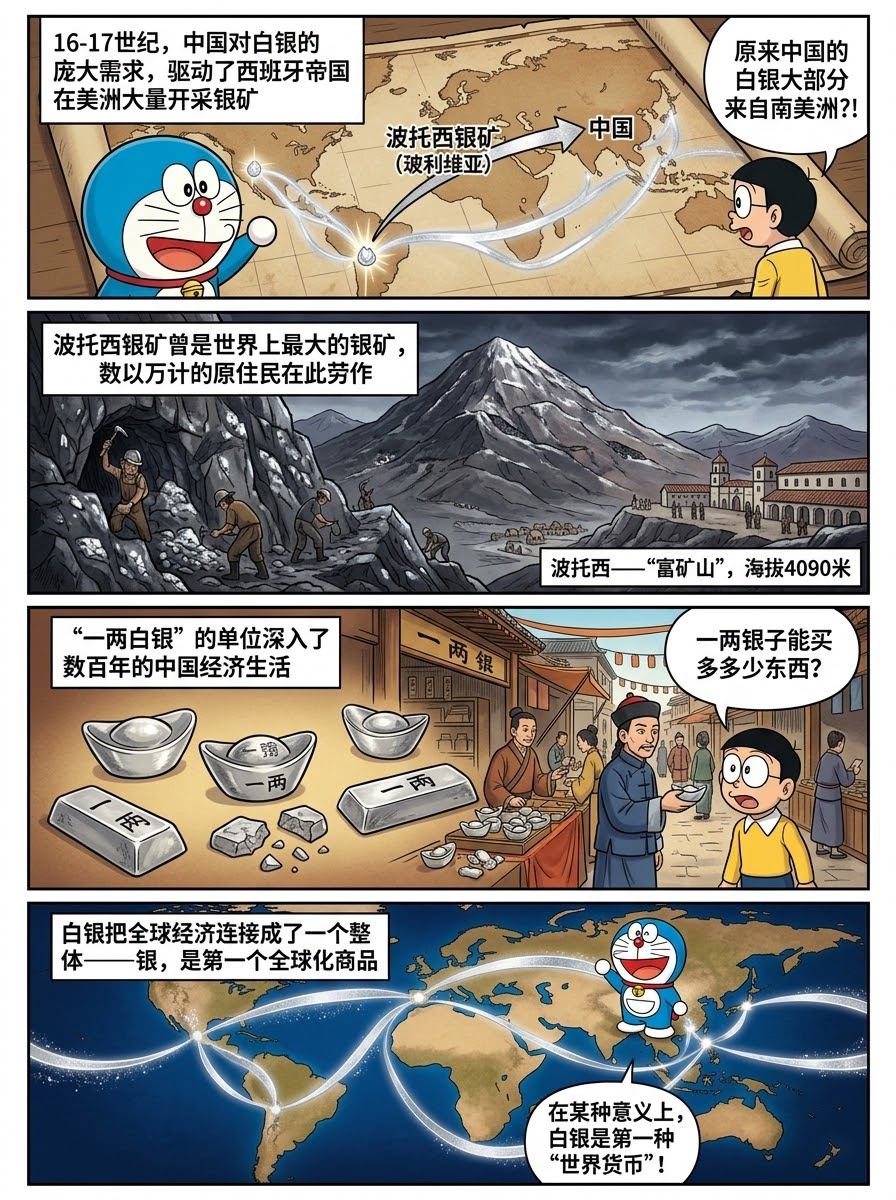 16-17世纪，中国对白银的
庞大需求，驱动了西班牙帝国
在美洲大量开采银矿
原来中国的
白银大部分
来自南美洲?!
波托西银矿
（玻利维亚）
中国
波托西银矿曾是世界上最大的银矿，
数以万计的原住民在此劳作
波托西——“富矿山”，海拔4090米
“一两白银”的单位深入了
数百年的中国经济生活
一两银
一两银子能买
多多少东西？
一两
一两
一两
白银把全球经济连接成了一个整
体——银，是第一个全球化商品
在某种意义上，
白银是第一种
“世界货币”！